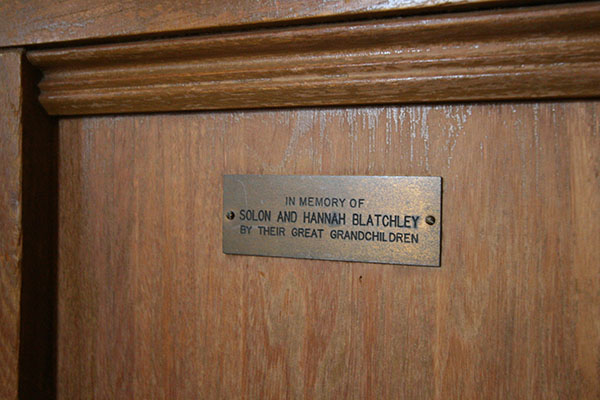 IN MEMORY OF
SOLON AND HANNAH BLATCHLEY
BY THEIR GREAT GRANDCHILDREN